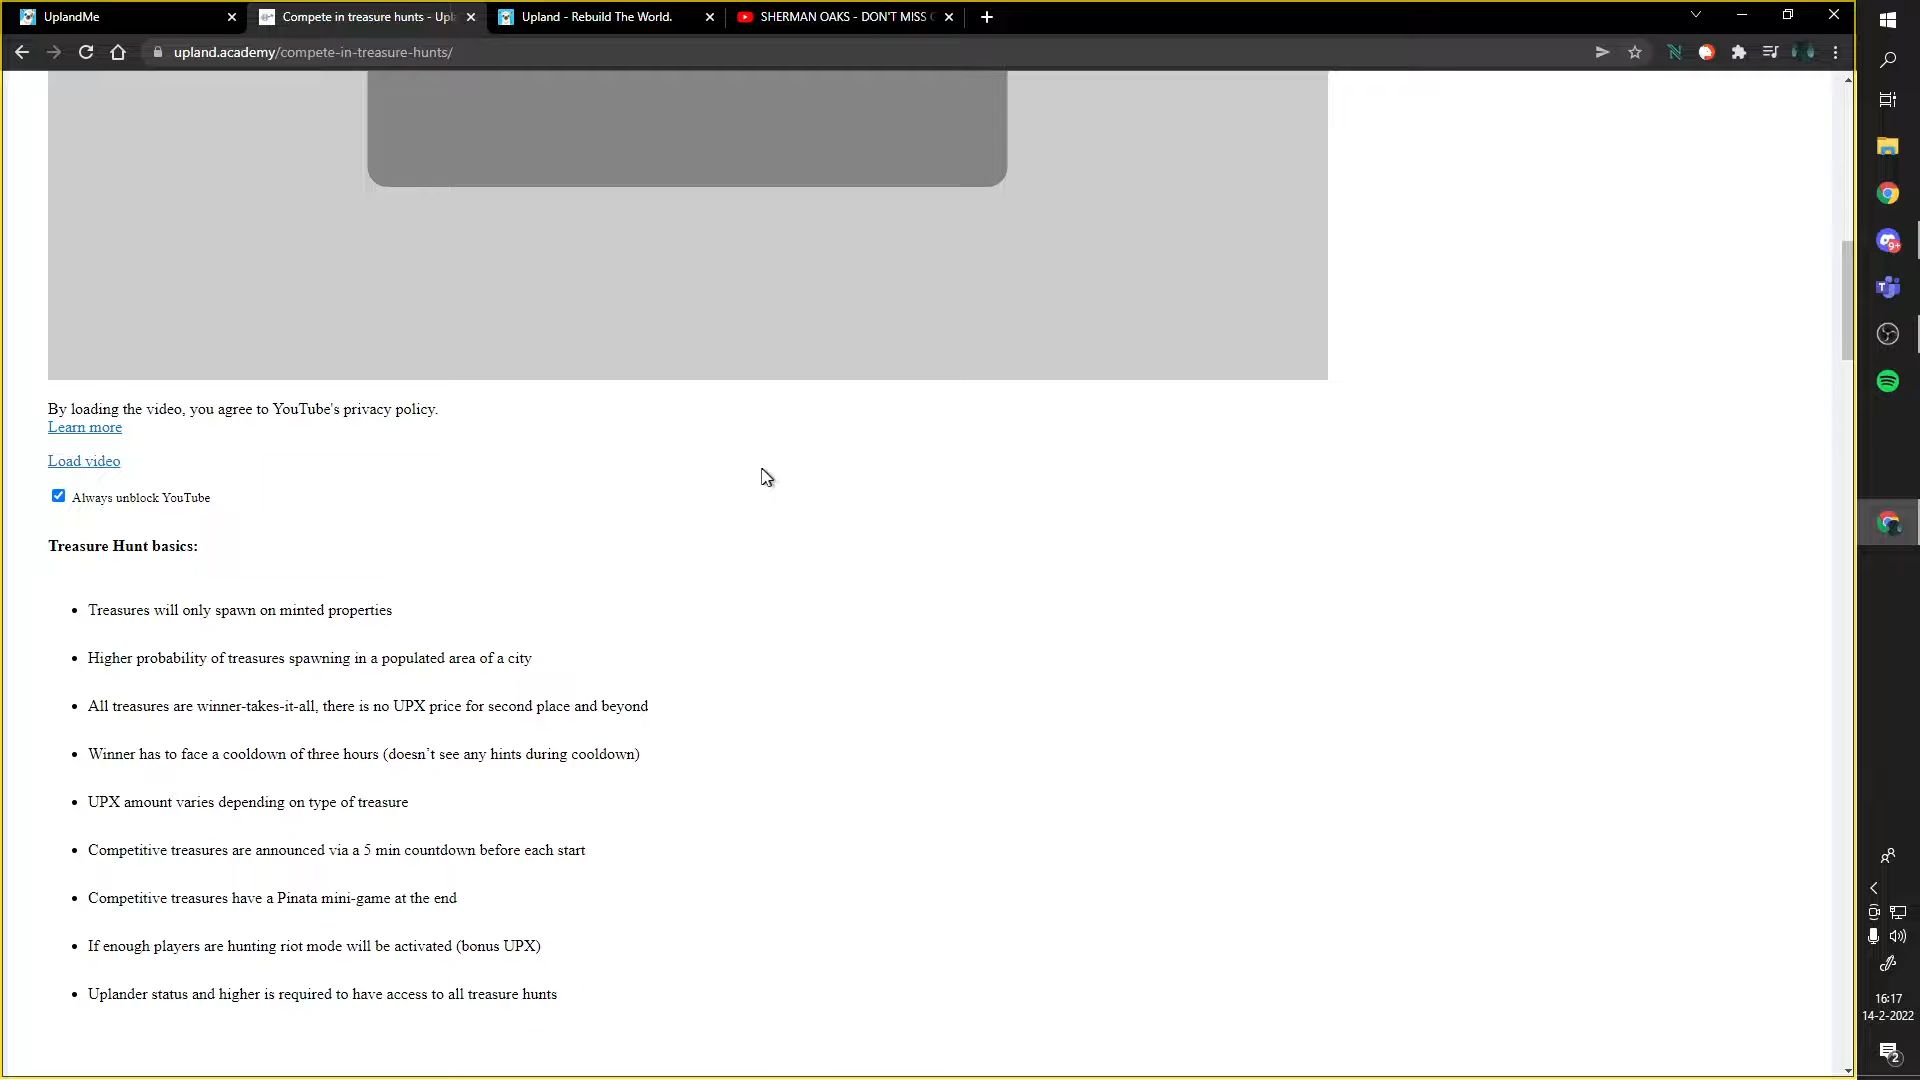 UplandMe
Compete in treasure hunts - Upl
Upland - Rebuild The World.
SHERMAN OAKS - DON'T MISS
upland.academy/compete-in-treasure-hunts/
By loading the video, you agree to YouTube's privacy policy.
Learn more
Load video
Always unblock YouTube
Treasure Hunt basics:
• Treasures will only spawn on minted properties
• Higher probability of treasures spawning in a populated area of a city
• All treasures are winner-takes-it-all, there is no UPX price for second place and beyond
• Winner has to face a cooldown of three hours (doesn’t see any hints during cooldown)
• UPX amount varies depending on type of treasure
• Competitive treasures are announced via a 5 min countdown before each start
• Competitive treasures have a Pinata mini-game at the end
• If enough players are hunting riot mode will be activated (bonus UPX)
• Uplander status and higher is required to have access to all treasure hunts
9+
T
16:17
14-2-2022
2